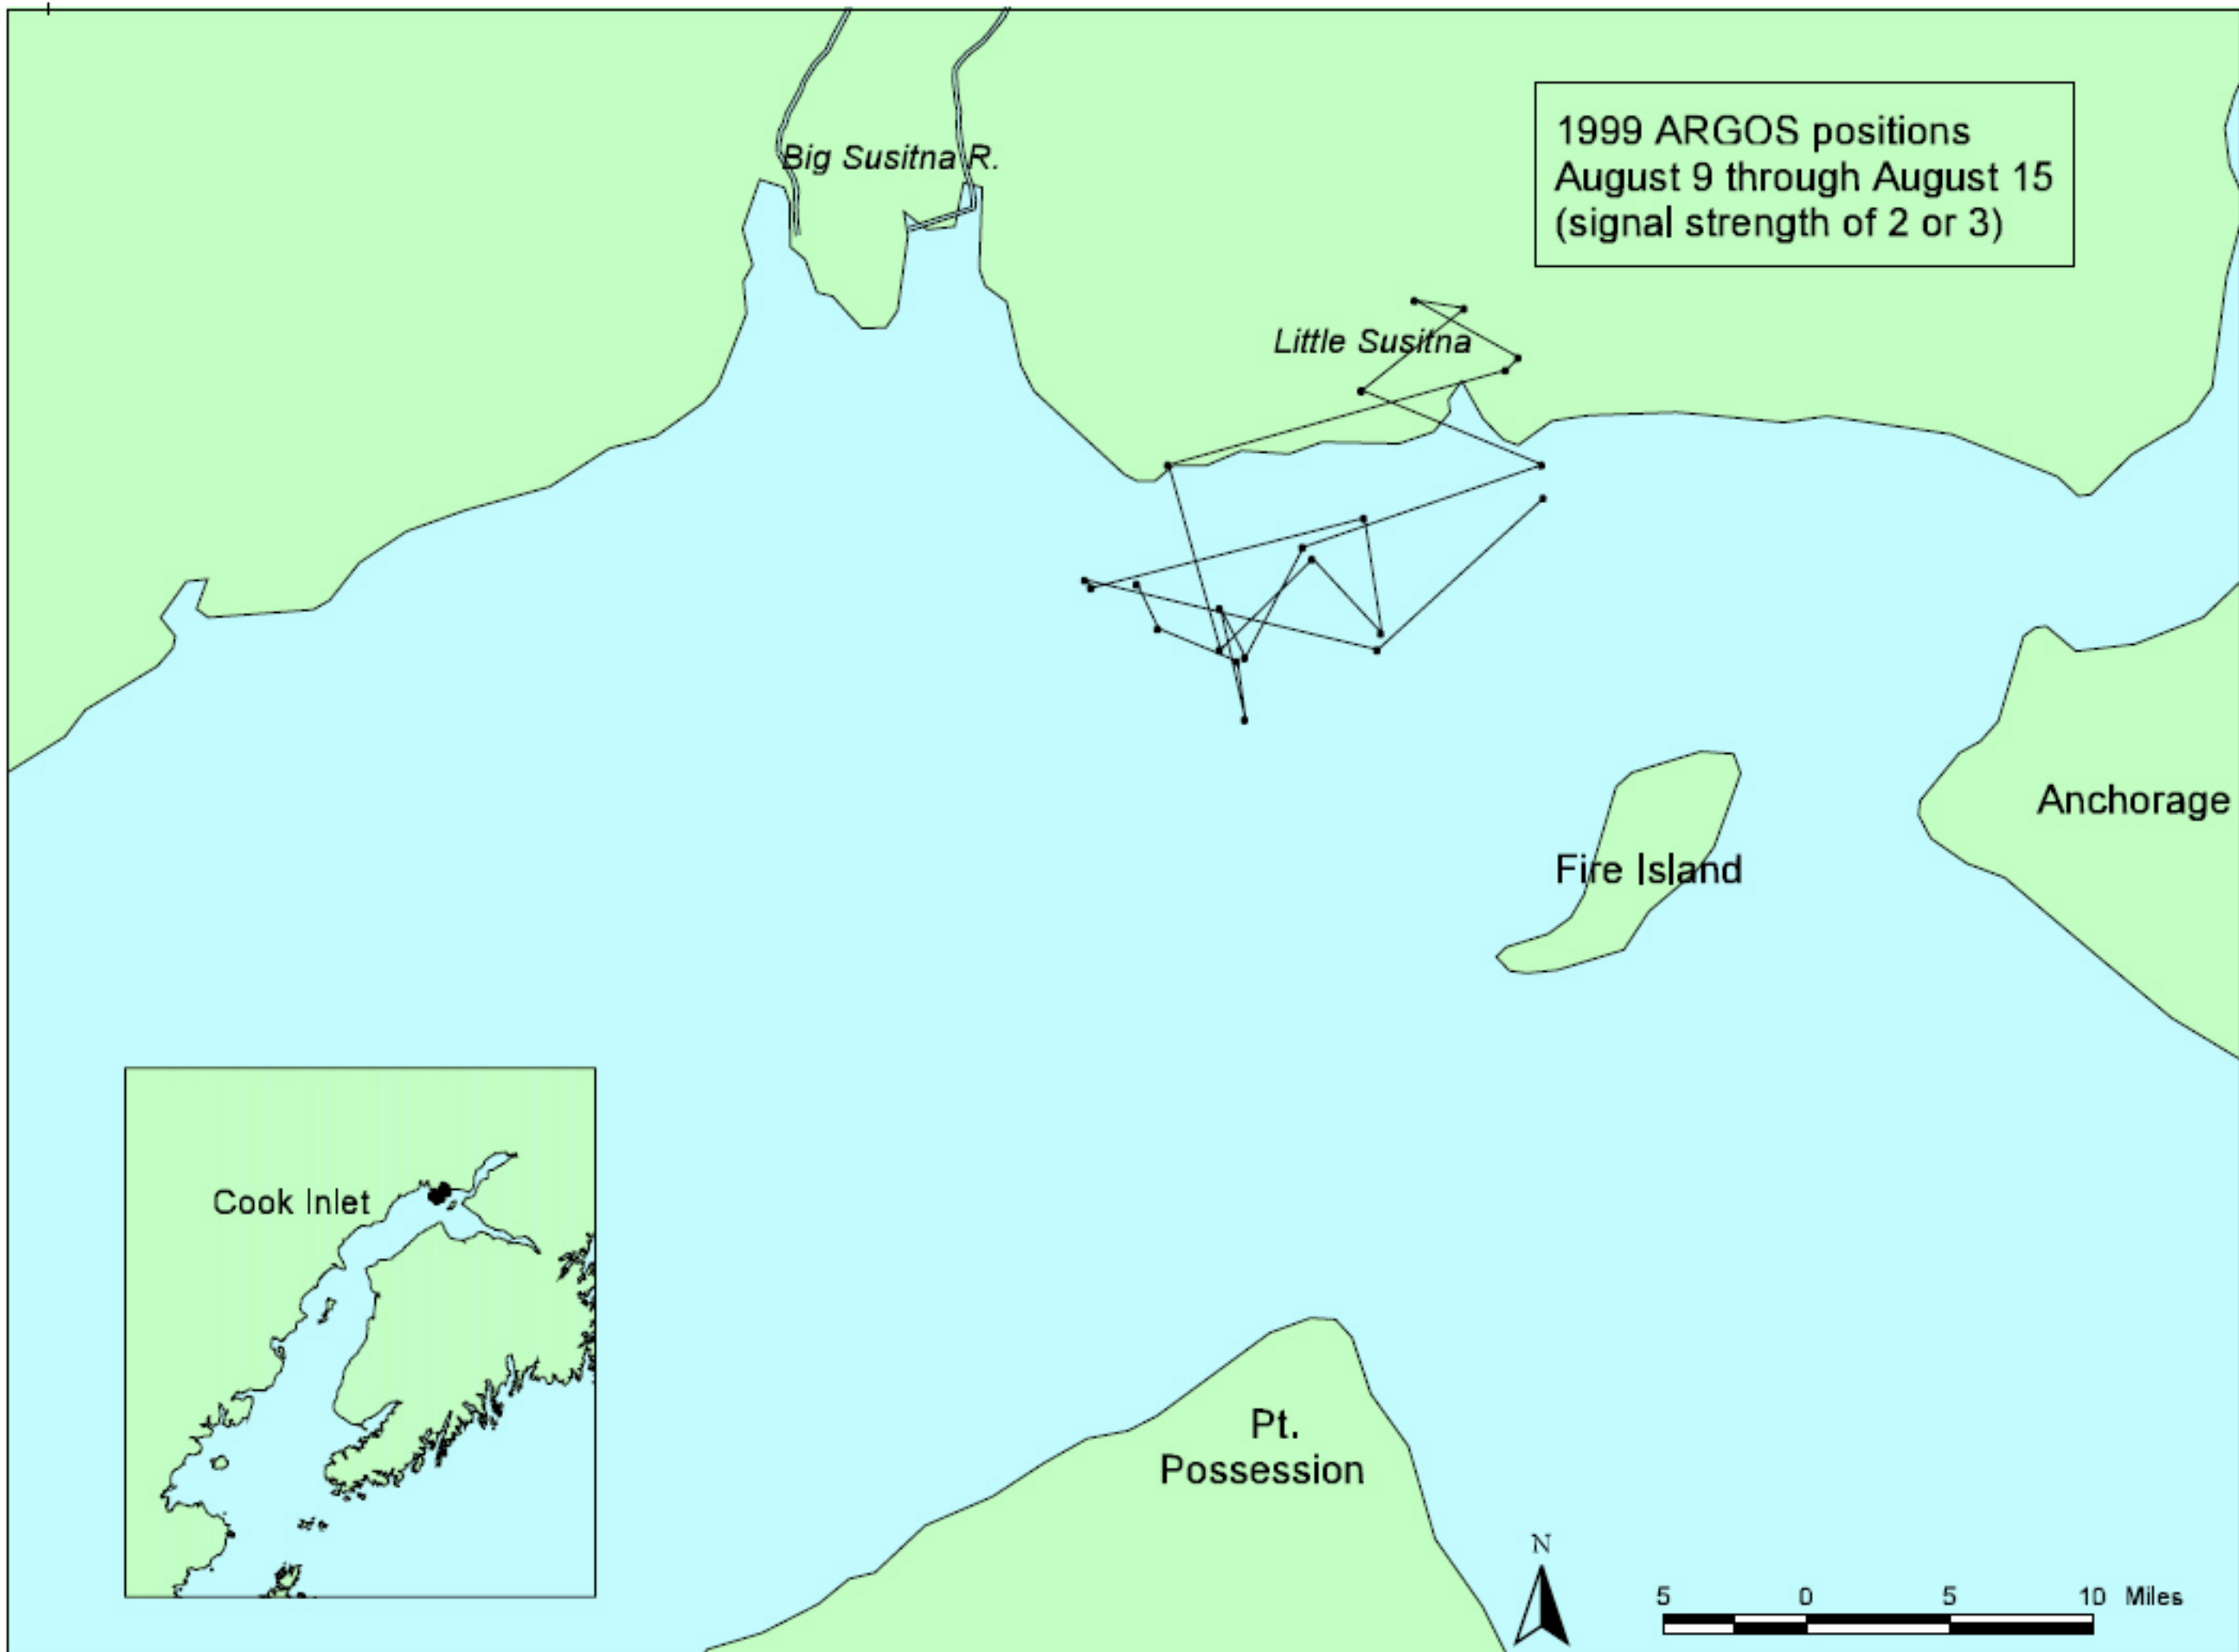 Big Susitna R.
1999 ARGOS positions
August 9 through August 15
(signal strength of 2 or 3)
Little Susitna
Anchorage
Fire Island
Cook Inlet
Pt.
Possession
N
5 0 5 10 Miles